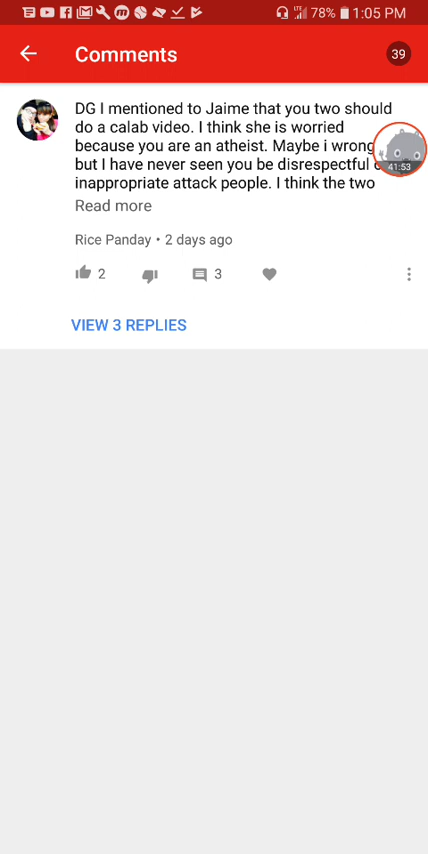 78% 1:05 PM
Comments
39
DG I mentioned to Jaime that you two should
do a calab video. I think she is worried
because you are an atheist. Maybe i wrong
but I have never seen you be disrespectful
inappropriate attack people. I think the two
41:53
Read more
Rice Panday • 2 days ago
2
3
VIEW 3 REPLIES